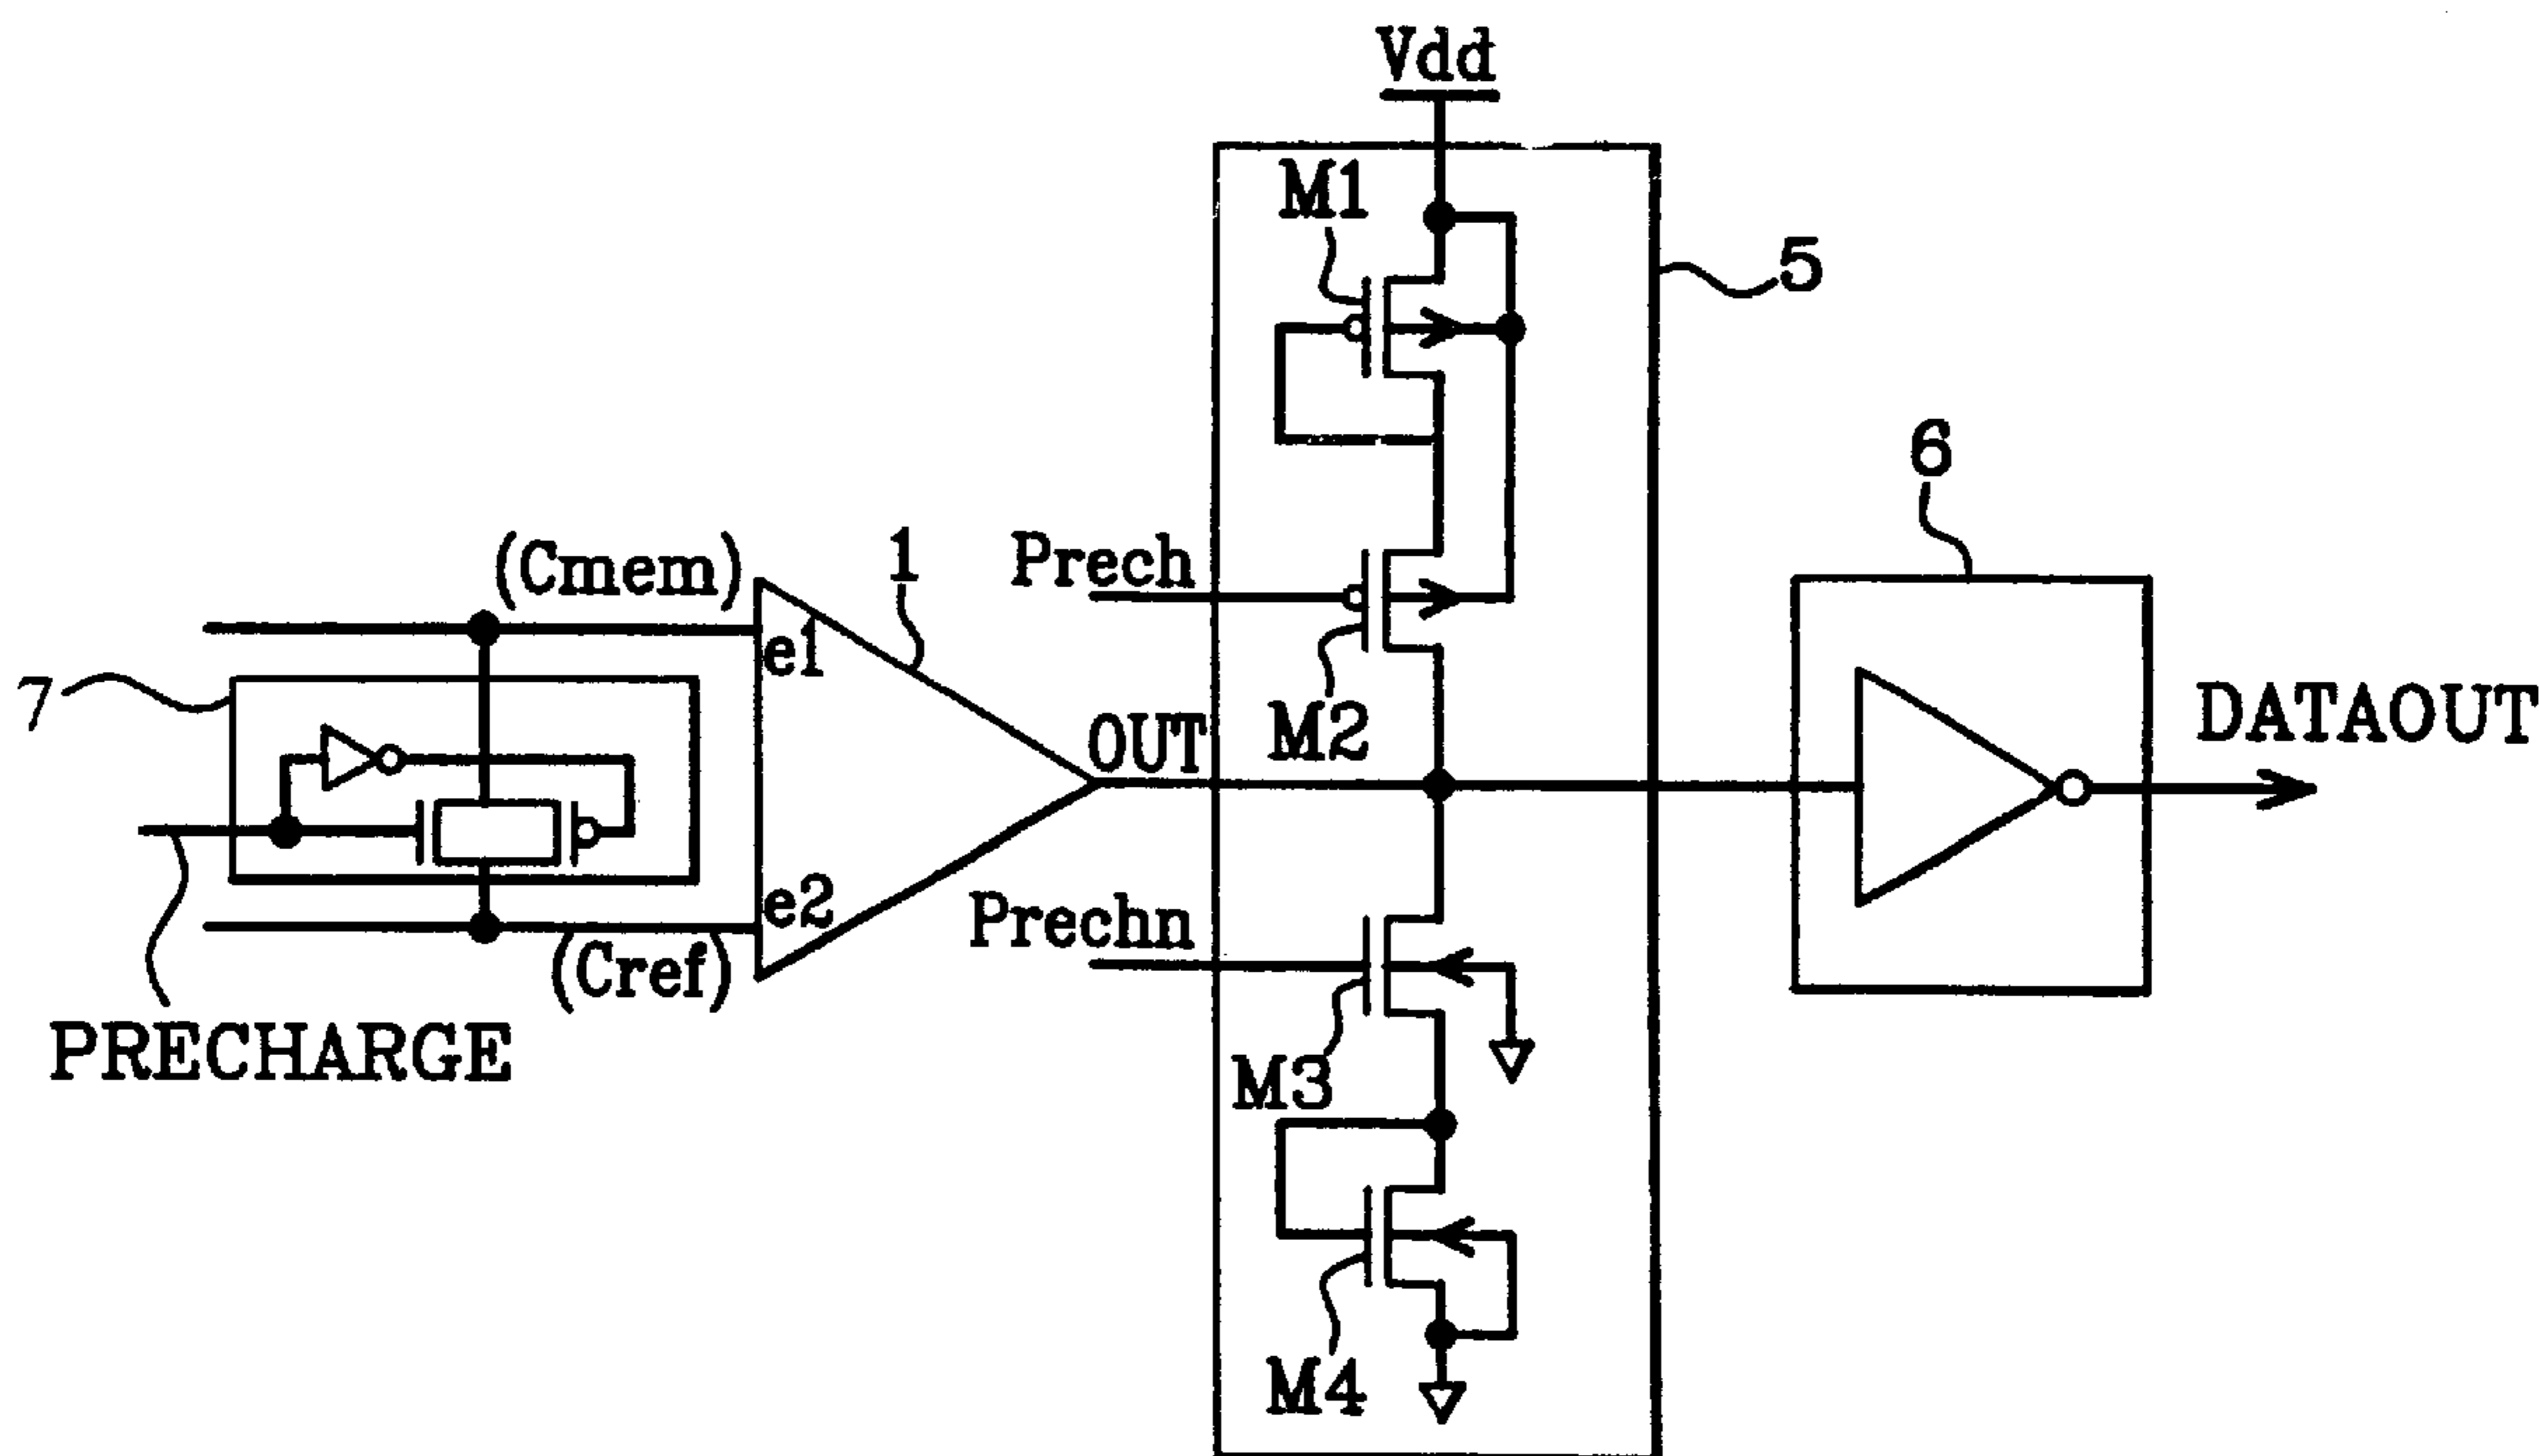 Vdd
M1
5
6
(Cmem)
1
Prech
e1
7
M2
OUT
DATAOUT
e2
Prechn
(Cref)
PRECHARGE
M3
M4